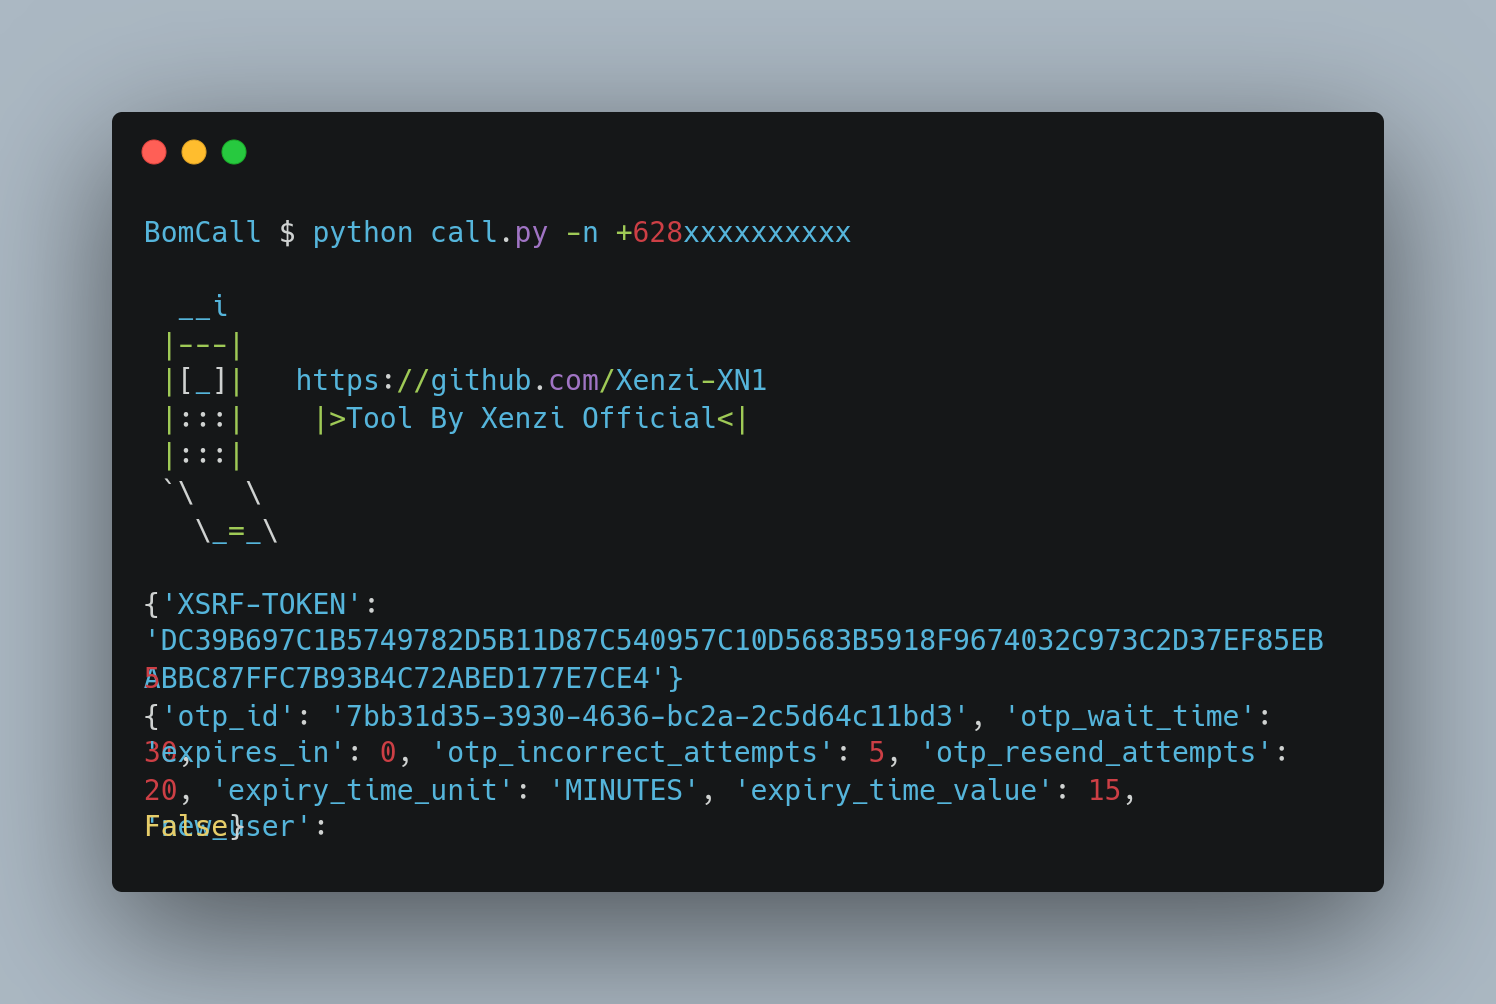 BomCall $ python call.py -n +628xxxxxxxxxx
__i
|---|
|[_]|   https://github.com/Xenzi-XN1
|:::|    |>Tool By Xenzi Official<|
|:::|
`\   \
\_=_\
{'XSRF-TOKEN':
'DC39B697C1B5749782D5B11D87C540957C10D5683B5918F9674032C973C2D37EF85EB
ABBC87FFC7B93B4C72ABED177E7CE4'}
{'otp_id': '7bb31d35-3930-4636-bc2a-2c5d64c11bd3', 'otp_wait_time':
30, 'expires_in': 0, 'otp_incorrect_attempts': 5, 'otp_resend_attempts':
20, 'expiry_time_unit': 'MINUTES', 'expiry_time_value': 15,
'new_user': False}